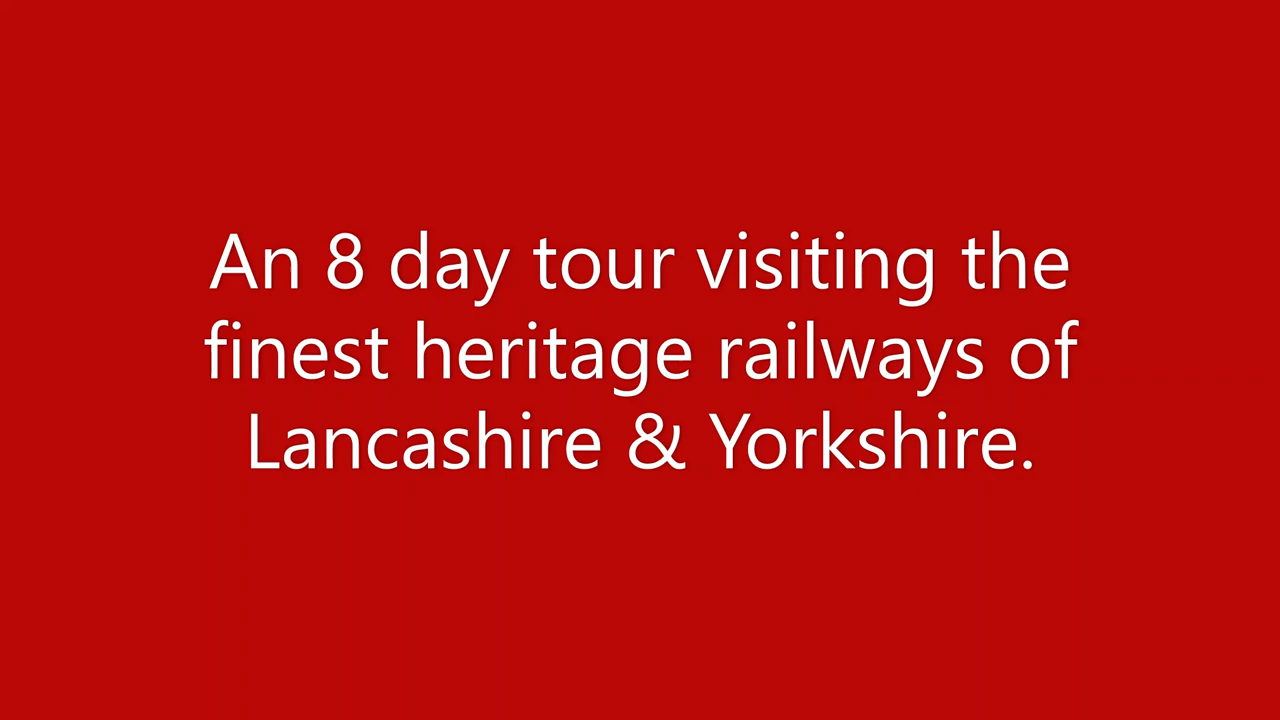 An 8 day tour visiting the
finest heritage railways of
Lancashire & Yorkshire.